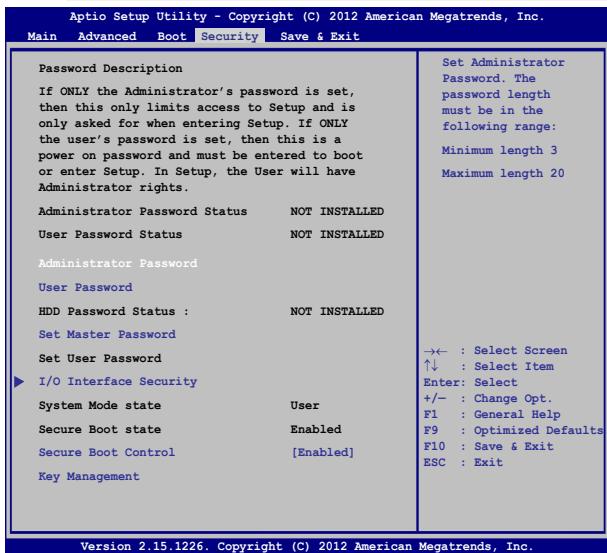 Aptio Setup Utility - Copyright (C) 2012 American Megatrends, Inc.
Main Advanced Boot Security Save & Exit
Password Description
If ONLY the Administrator's password is set,
then this only limits access to Setup and is
only asked for when entering Setup. If ONLY
the user's password is set, then this is a
power on password and must be entered to boot
or enter Setup. In Setup, the User will have
Administrator rights.
Administrator Password Status NOT INSTALLED
User Password Status NOT INSTALLED
Administrator Password
User Password
HDD Password Status : NOT INSTALLED
Set Master Password
Set User Password
I/O Interface Security
System Mode state User
Secure Boot state Enabled
Secure Boot Control [Enabled]
Key Management
Set Administrator
Password. The
password length
must be in the
following range:
Minimum length 3
Maximum length 20
→← : Select Screen
↑↓ : Select Item
Enter: Select
+/— : Change Opt.
F1 : General Help
F9 : Optimized Defaults
F10 : Save & Exit
ESC : Exit
Version 2.15.1226. Copyright (C) 2012 American Megatrends, Inc.